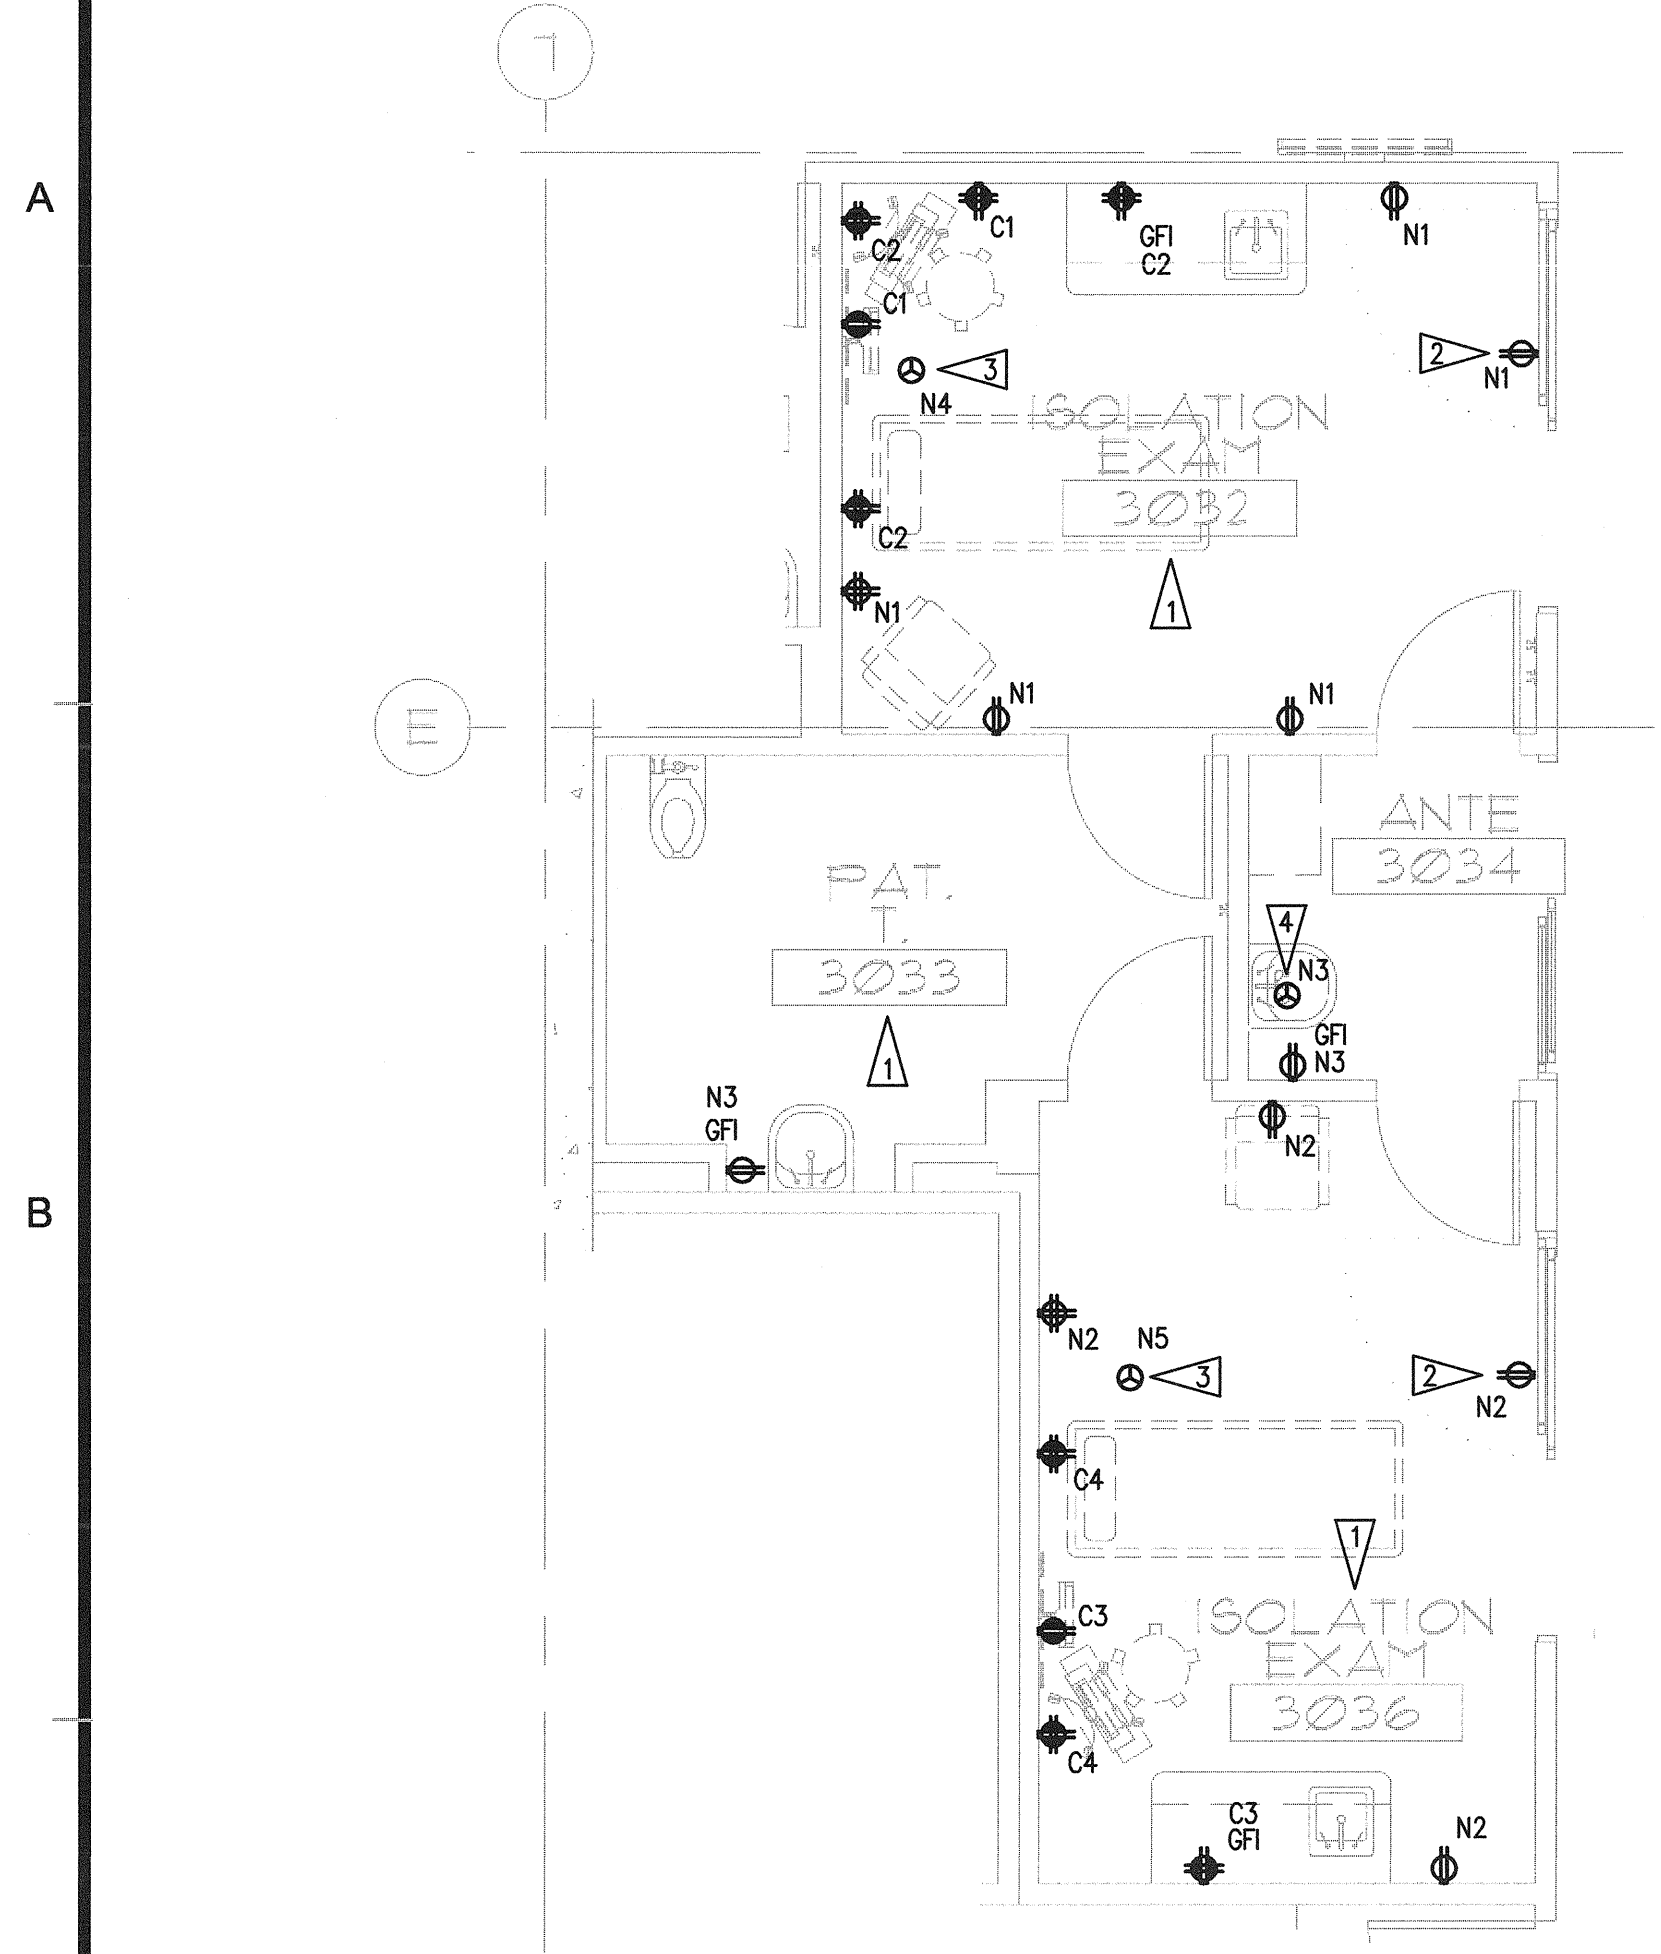 7
A
C1
GFI
C2
N1
C2
C1
3
2
N1
N4
ISOLATION
EXAM
3032
C2
N1
1
N1
N1
E
ANTE
3034
PAT.
T.
3033
4
N3
GFI
N3
1
N3
GFI
N2
B
N2
N5
3
2
N2
C4
1
C3
ISOLATION
EXAM
3036
C4
C3
GFI
N2